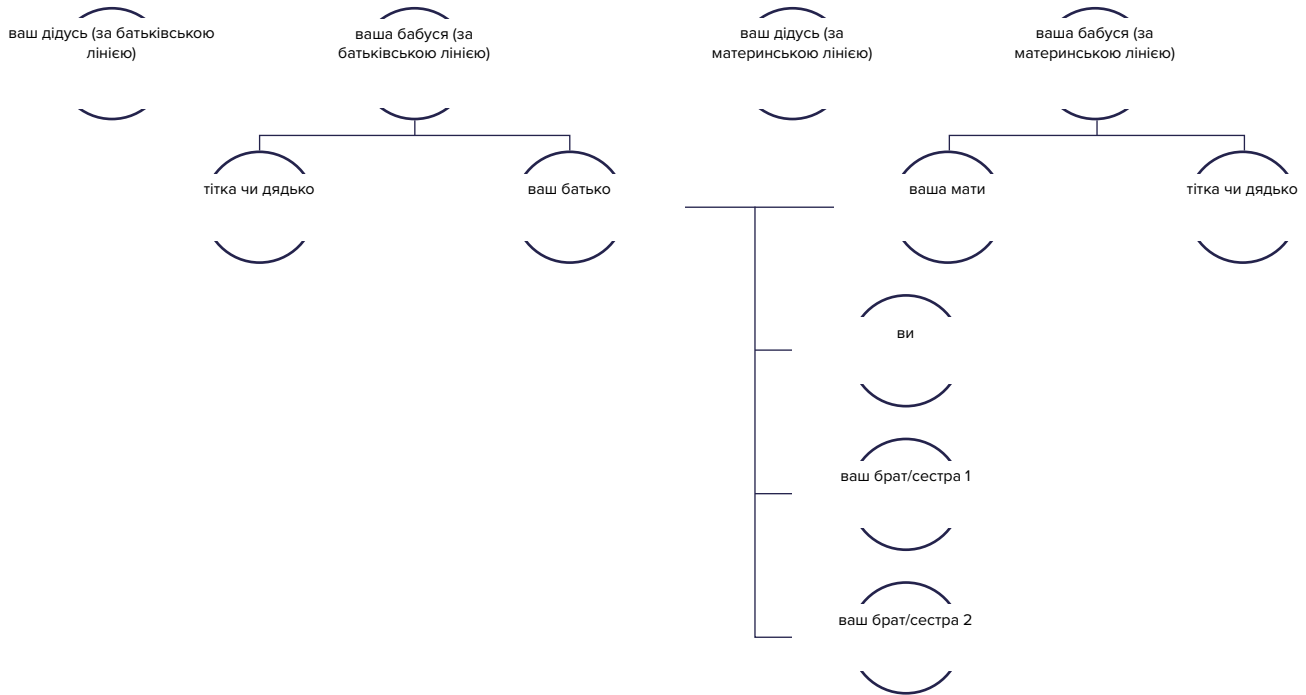 ваш дідусь (за батьківською
лінією)
ваша бабуся (за
батьківською лінією)
ваш дідусь (за
материнською лінією)
ваша бабуся (за
материнською лінією)
тітка чи дядько
ваш батько
ваша мати
тітка чи дядько
ви
ваш брат/сестра 1
ваш брат/сестра 2